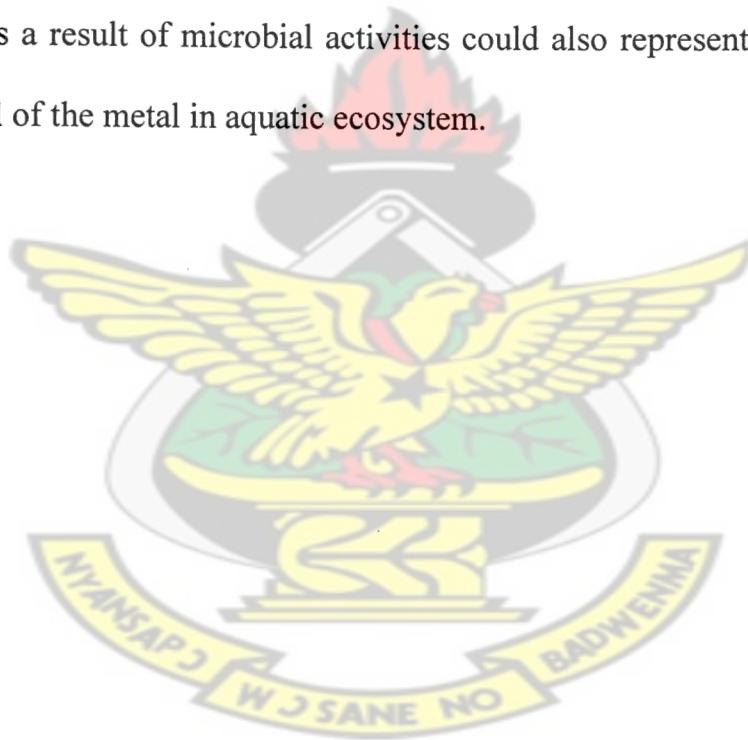 s a result of microbial activities could also represent
of the metal in aquatic ecosystem.
NYANSAPƆ
WƆSANE NO
BADWENMA